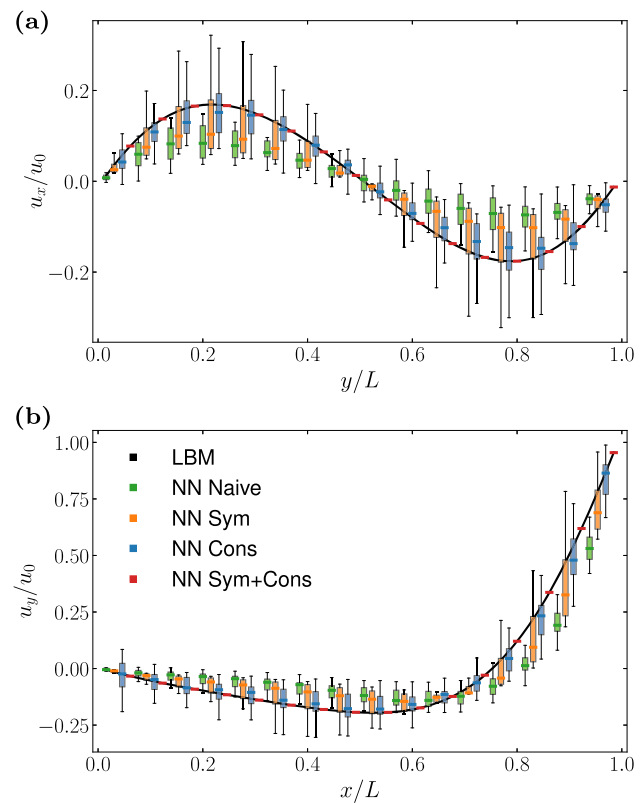 (a)
0.2
0.0
−0.2
u_x/u_0
0.0 0.2 0.4 0.6 0.8 1.0
y/L
(b)
1.00
0.75
0.50
0.25
0.00
−0.25
u_y/u_0
LBM
NN Naive
NN Sym
NN Cons
NN Sym+Cons
0.0 0.2 0.4 0.6 0.8 1.0
x/L